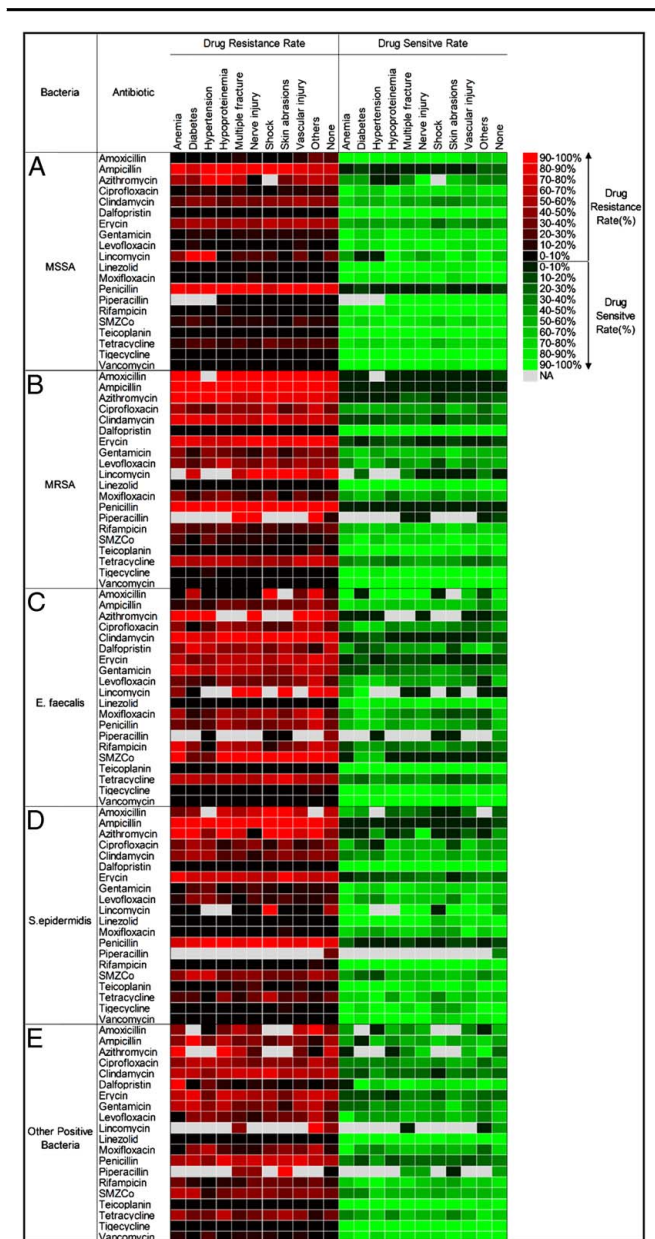 Drug Resistance Rate
Drug Sensitve Rate
Bacteria
Antibiotic
Anemia
Diabetes
Hypertension
Hypoproteinemia
Multiple fracture
Nerve injury
Shock
Skin abrasions
Vascular injury
Others
None
Anemia
Diabetes
Hypertension
Hypoproteinemia
Multiple fracture
Nerve injury
Shock
Skin abrasions
Vascular injury
Others
None
90-100%
80-90%
70-80%
60-70%
50-60%
40-50%
30-40%
20-30%
10-20%
0-10%
0-10%
10-20%
20-30%
30-40%
40-50%
50-60%
60-70%
70-80%
80-90%
90-100%
NA
Drug
Resistance
Rate(%)
Drug
Sensitve
Rate(%)
A
MSSA
Amoxicillin
Ampicillin
Azithromycin
Ciprofloxacin
Clindamycin
Dalfopristin
Erycin
Gentamicin
Levofloxacin
Lincomycin
Linezolid
Moxifloxacin
Penicillin
Piperacillin
Rifampicin
SMZCo
Teicoplanin
Tetracycline
Tigecycline
Vancomycin
B
MRSA
Amoxicillin
Ampicillin
Azithromycin
Ciprofloxacin
Clindamycin
Dalfopristin
Erycin
Gentamicin
Levofloxacin
Lincomycin
Linezolid
Moxifloxacin
Penicillin
Piperacillin
Rifampicin
SMZCo
Teicoplanin
Tetracycline
Tigecycline
Vancomycin
C
E. faecalis
Amoxicillin
Ampicillin
Azithromycin
Ciprofloxacin
Clindamycin
Dalfopristin
Erycin
Gentamicin
Levofloxacin
Lincomycin
Linezolid
Moxifloxacin
Penicillin
Piperacillin
Rifampicin
SMZCo
Teicoplanin
Tetracycline
Tigecycline
Vancomycin
D
S.epidermidis
Amoxicillin
Ampicillin
Azithromycin
Ciprofloxacin
Clindamycin
Dalfopristin
Erycin
Gentamicin
Levofloxacin
Lincomycin
Linezolid
Moxifloxacin
Penicillin
Piperacillin
Rifampicin
SMZCo
Teicoplanin
Tetracycline
Tigecycline
Vancomycin
E
Other Positive
Bacteria
Amoxicillin
Ampicillin
Azithromycin
Ciprofloxacin
Clindamycin
Dalfopristin
Erycin
Gentamicin
Levofloxacin
Lincomycin
Linezolid
Moxifloxacin
Penicillin
Piperacillin
Rifampicin
SMZCo
Teicoplanin
Tetracycline
Tigecycline
Vancomycin